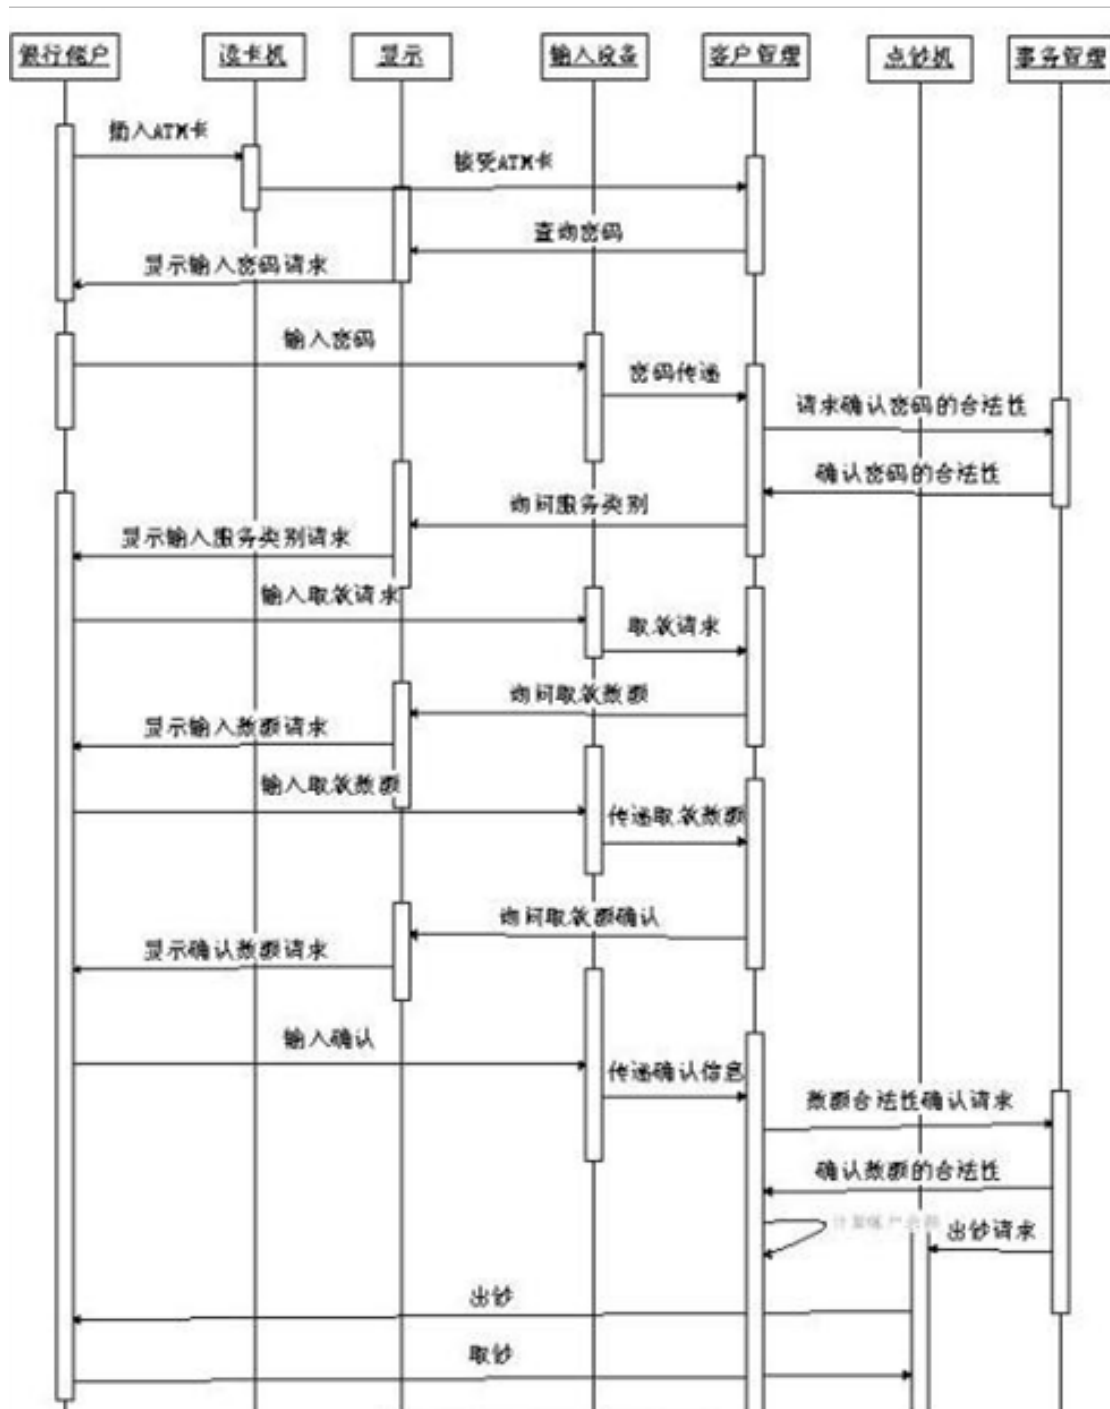 银行储户 读卡机 显示 输入设备 客户管理 点钞机 事务管理
插入ATM卡
接受ATM卡
查询密码
显示输入密码请求
输入密码
密码传递
请求确认密码的合法性
确认密码的合法性
询问服务类别
显示输入服务类别请求
输入取款请求
取款请求
询问取款数额
显示输入数额请求
输入取款数额
传递取款数额
询问取款额确认
显示确认数额请求
输入确认
传递确认信息
数额合法性确认请求
确认数额的合法性
计算帐户
出钞请求
出钞
取钞